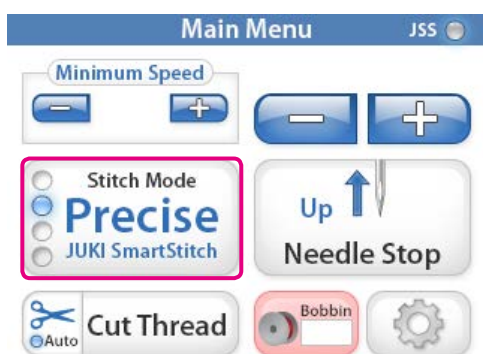 Main Menu JSS
Minimum Speed
Stitch Mode
Precise
JUKI SmartStitch
Up
Needle Stop
Auto
Cut Thread
Bobbin